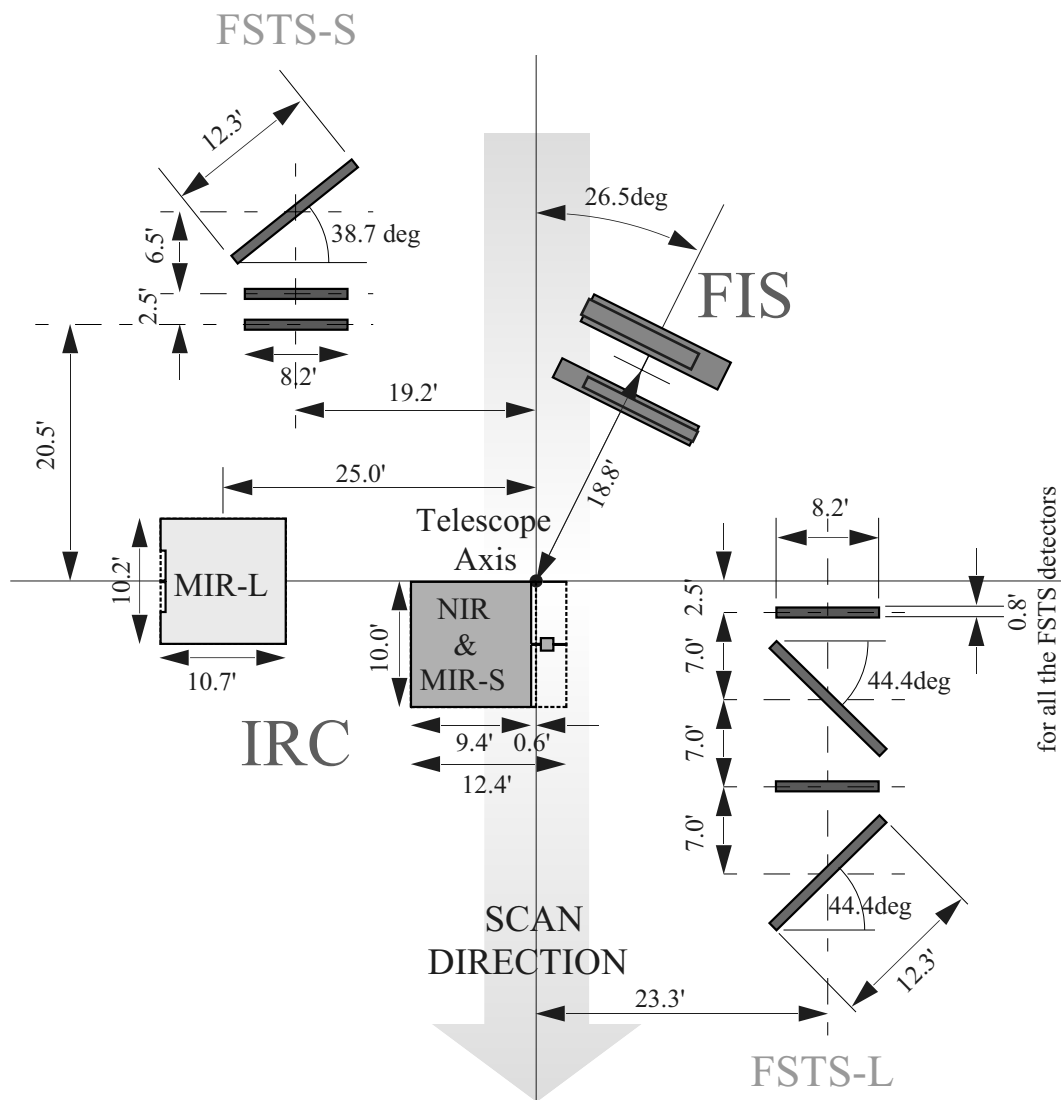 FSTS-S
12.3'
26.5deg
38.7 deg
6.5'
FIS
2.5'
8.2'
19.2'
20.5'
18.8'
25.0'
8.2'
Telescope
Axis
10.2'
MIR-L
NIR
&
MIR-S
10.0'
2.5'
0.8'
for all the FSTS detectors
7.0'
44.4deg
10.7'
IRC
9.4'
0.6'
12.4'
7.0'
7.0'
44.4deg
SCAN
DIRECTION
12.3'
23.3'
FSTS-L